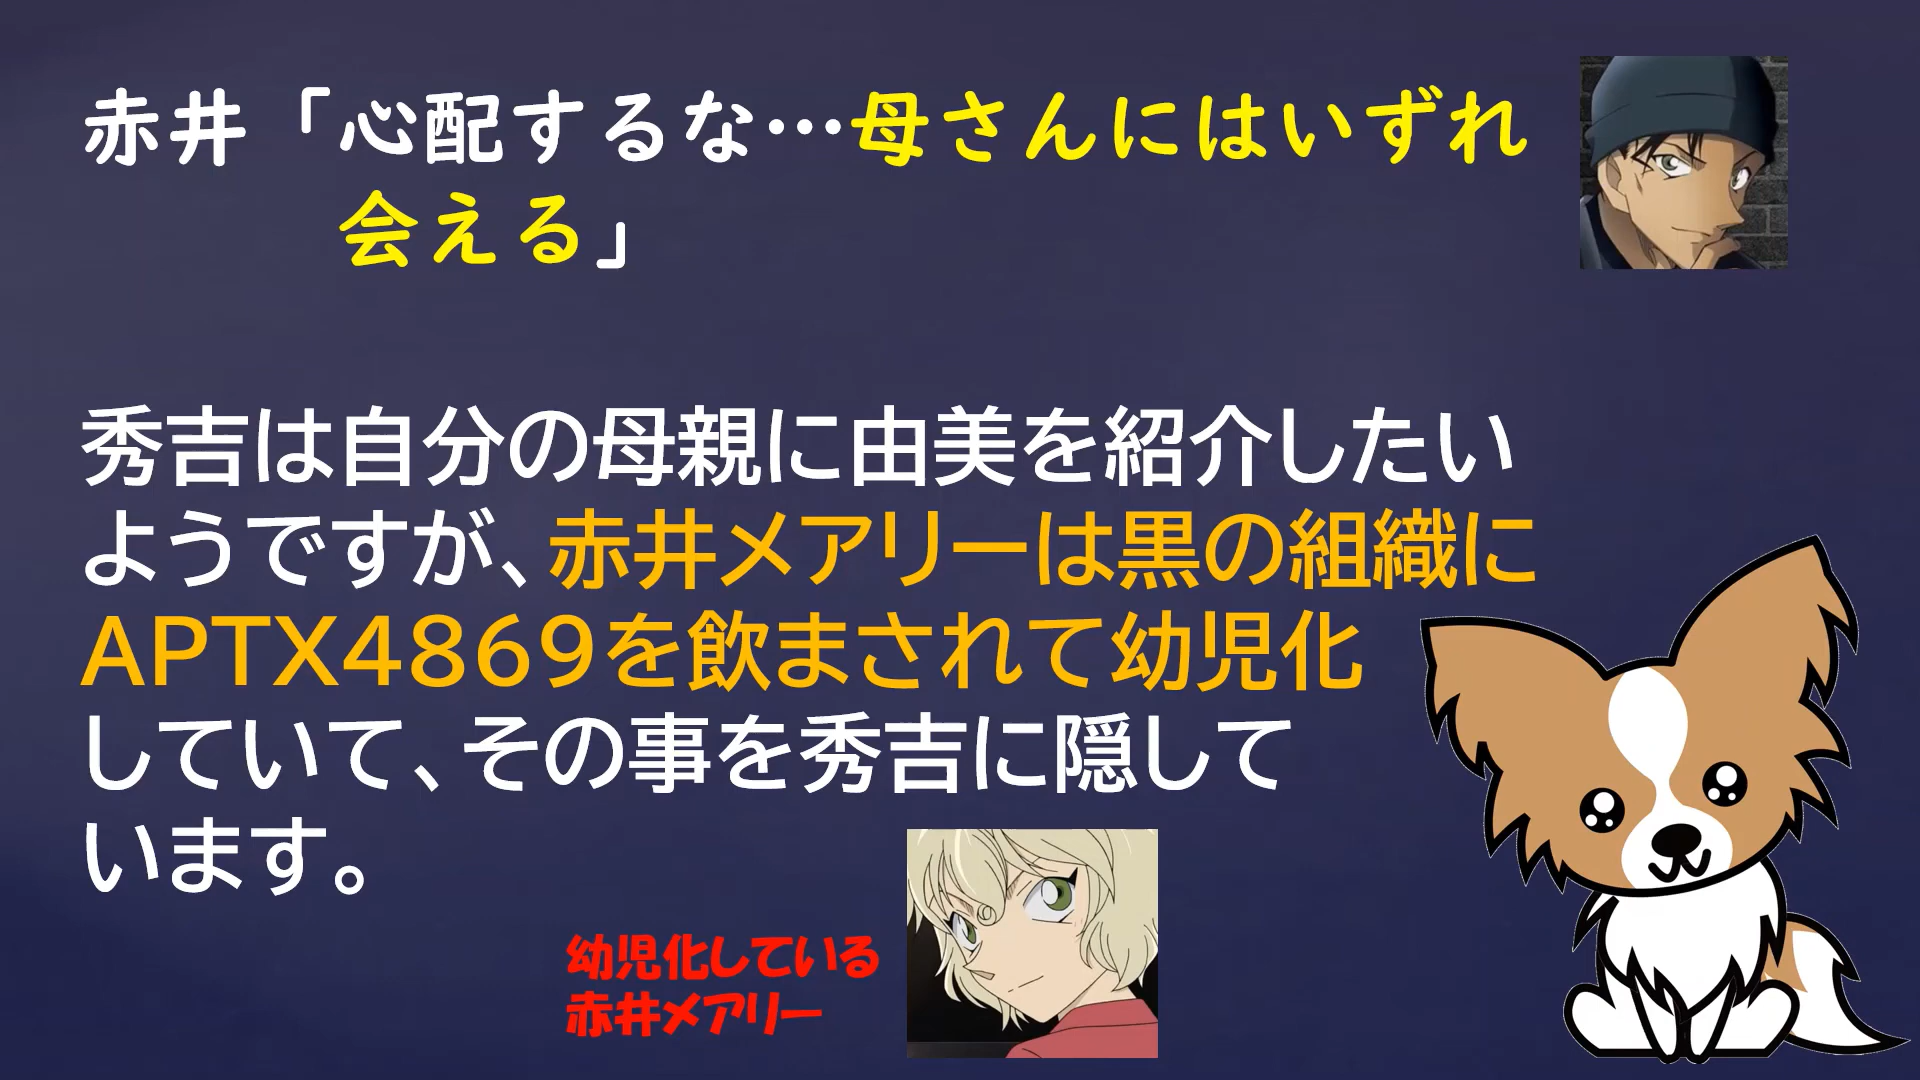 赤井「心配するな…母さんにはいずれ
会える」
秀吉は自分の母親に由美を紹介したい
ようですが、赤井メアリーは黒の組織に
APTX4869を飲まされて幼児化
していて、その事を秀吉に隠して
います。
幼児化している
赤井メアリー